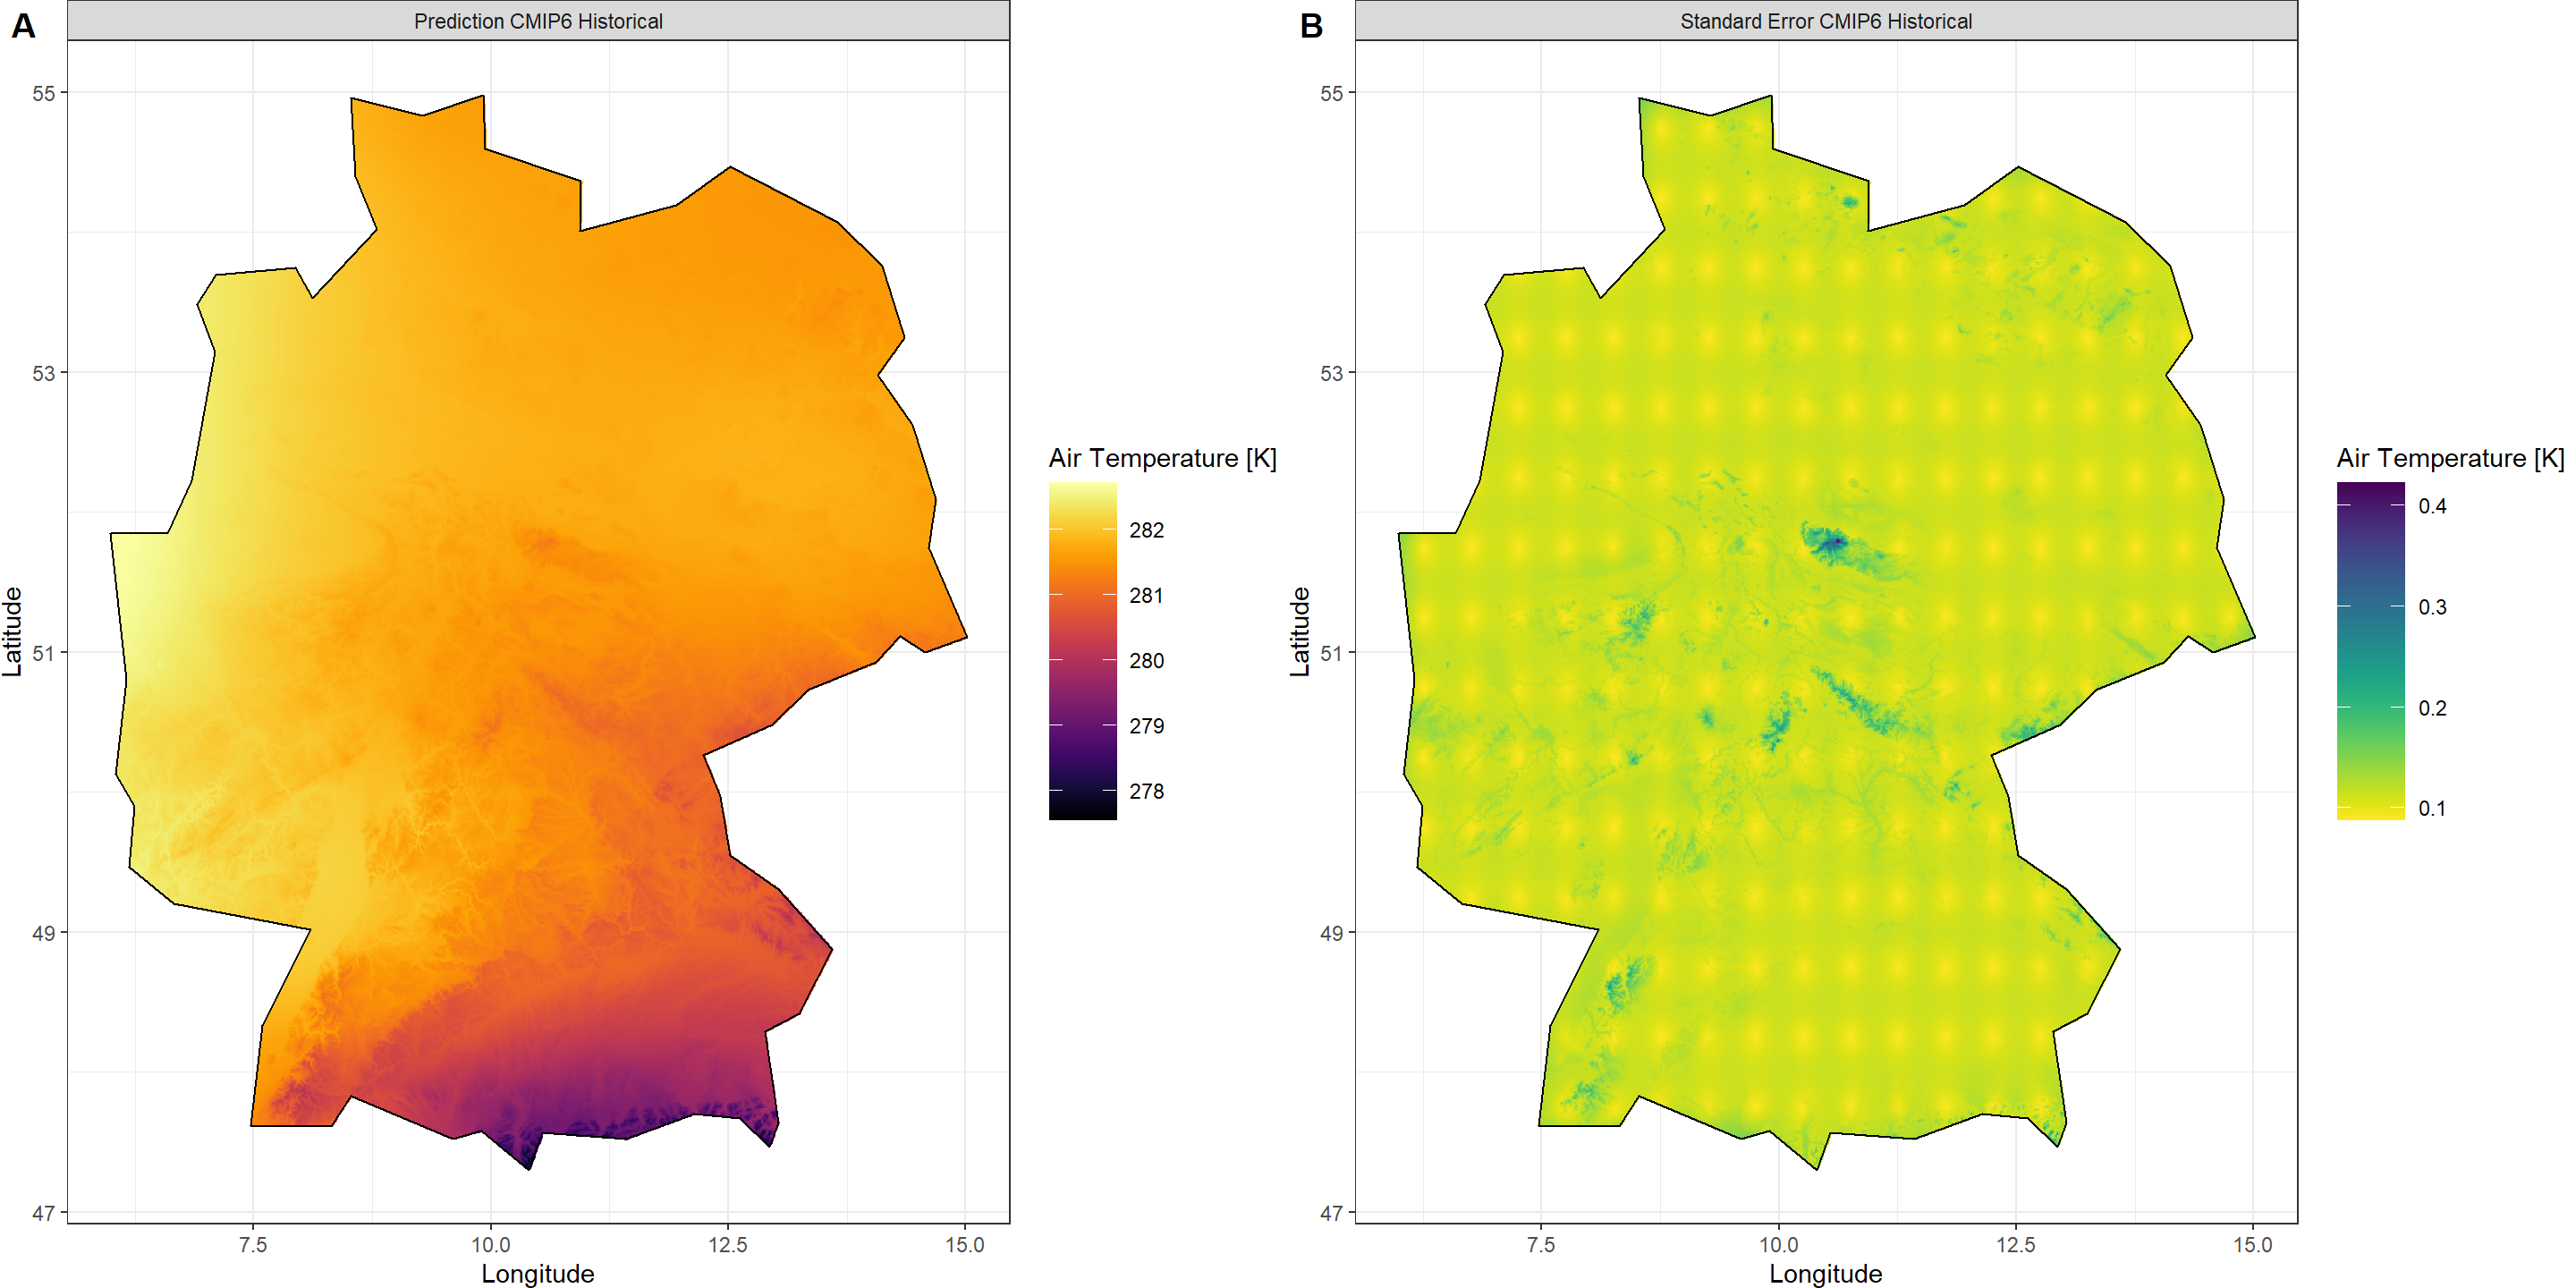 A
Prediction CMIP6 Historical
55
53
51
49
47
Latitude
7.5
10.0
12.5
15.0
Longitude
Air Temperature [K]
282
281
280
279
278
B
Standard Error CMIP6 Historical
55
53
51
49
47
Latitude
7.5
10.0
12.5
15.0
Longitude
Air Temperature [K]
0.4
0.3
0.2
0.1